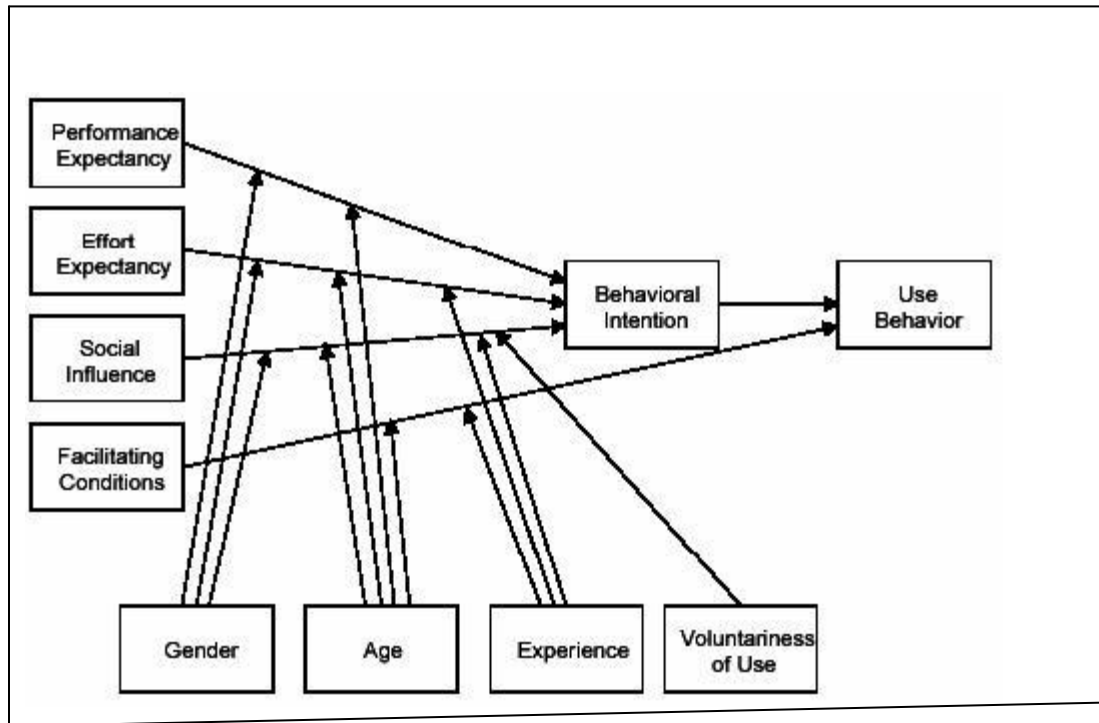 Performance
Expectancy
Effort
Expectancy
Social
Influence
Facilitating
Conditions
Behavioral
Intention
Use
Behavior
Gender
Age
Experience
Voluntariness
of Use